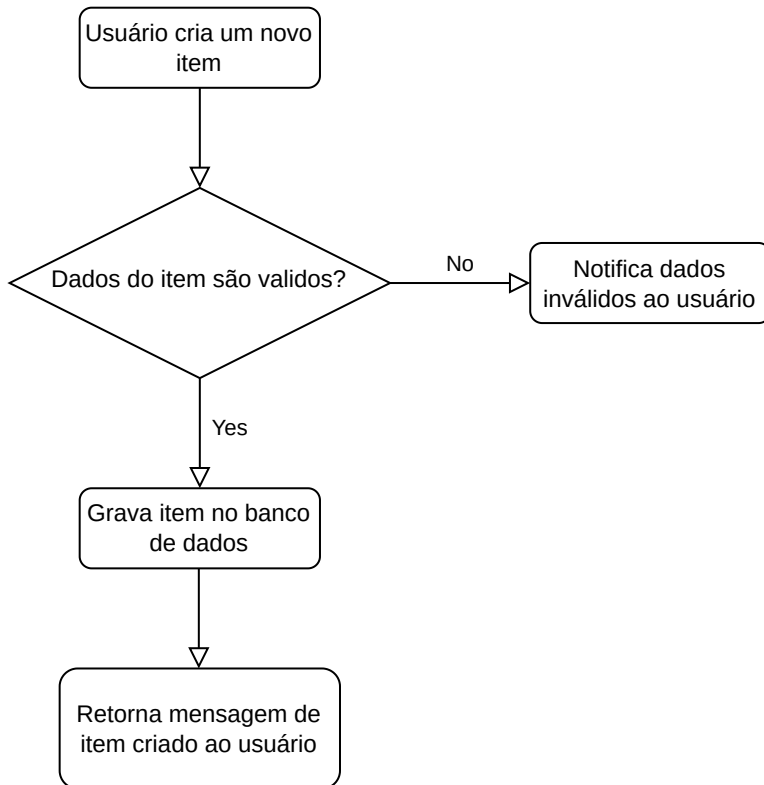 Usuário cria um novo
item
Dados do item são validos?
No
Notifica dados
inválidos ao usuário
Yes
Grava item no banco
de dados
Retorna mensagem de
item criado ao usuário